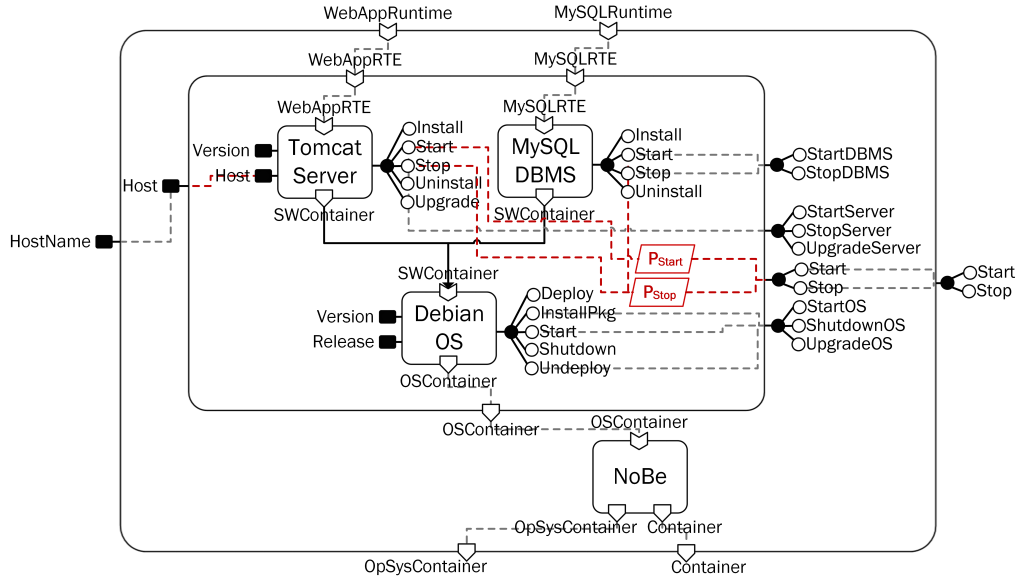 WebAppRuntime
MySQLRuntime
WebAppRTE
MySQLRTE
WebAppRTE
MySQLRTE
Version
Host
Tomcat
Server
Install
Start
Stop
Uninstall
Upgrade
MySQL
DBMS
Install
Start
Stop
Uninstall
StartDBMS
StopDBMS
Host
HostName
SWContainer
SWContainer
StartServer
StopServer
UpgradeServer
PStart
PStop
Start
Stop
Start
Stop
SWContainer
Version
Release
Debian
OS
Deploy
InstallPkg
Start
Shutdown
Undeploy
StartOS
ShutdownOS
UpgradeOS
OSContainer
OSContainer
OSContainer
NoBe
OpSysContainer
Container
OpSysContainer
Container